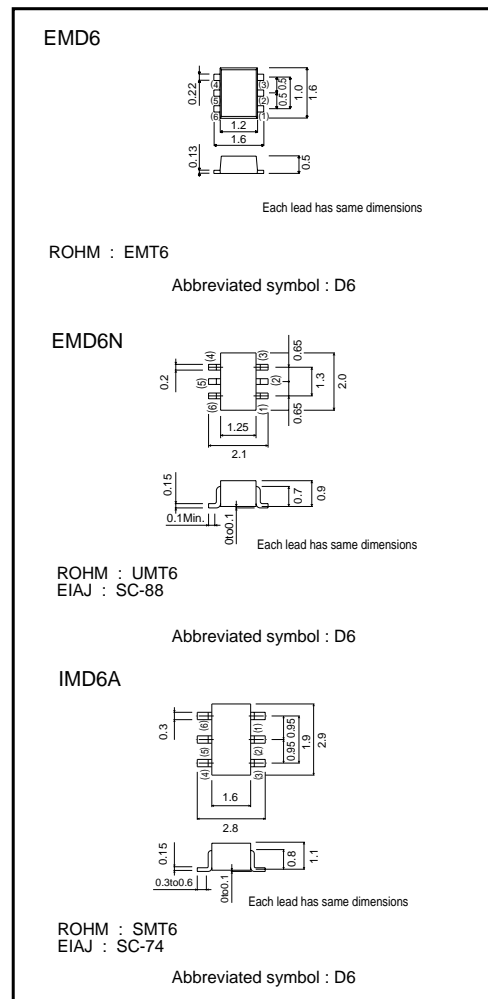 EMD6
0.22
(4)
(3)
0.5 0.5
1.0
1.6
(5)
(2)
(6)
(1)
1.2
1.6
0.13
0.5
Each lead has same dimensions
ROHM : EMT6
Abbreviated symbol : D6
EMD6N
0.2
(4)
(3)
0.65
(5)
(2)
1.3
2.0
(6)
(1)
0.65
1.25
2.1
0.15
0.1Min.
0to0.1
0.7
0.9
Each lead has same dimensions
ROHM : UMT6
EIAJ : SC-88
Abbreviated symbol : D6
IMD6A
0.3
(6)
(1)
0.95 0.95
1.9
2.9
(5)
(2)
(4)
(3)
1.6
2.8
0.15
0.3to0.6
0to0.1
0.8
1.1
Each lead has same dimensions
ROHM : SMT6
EIAJ : SC-74
Abbreviated symbol : D6